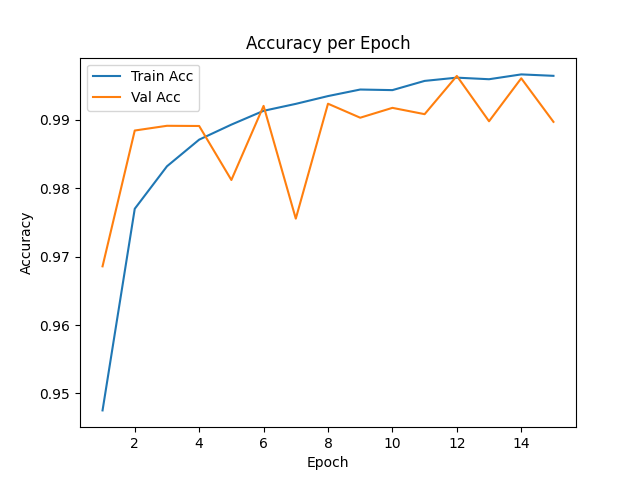 Accuracy per Epoch
Train Acc
Val Acc
Accuracy
0.99
0.98
0.97
0.96
0.95
2 4 6 8 10 12 14
Epoch